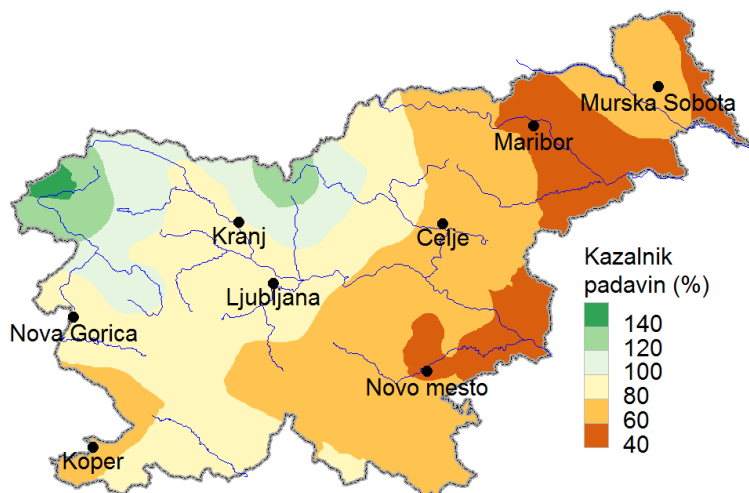 Murska Sobota
Maribor
Kranj
Celje
Ljubljana
Nova Gorica
Novo mesto
Koper
Kazalnik
padavin (%)
140
120
100
80
60
40